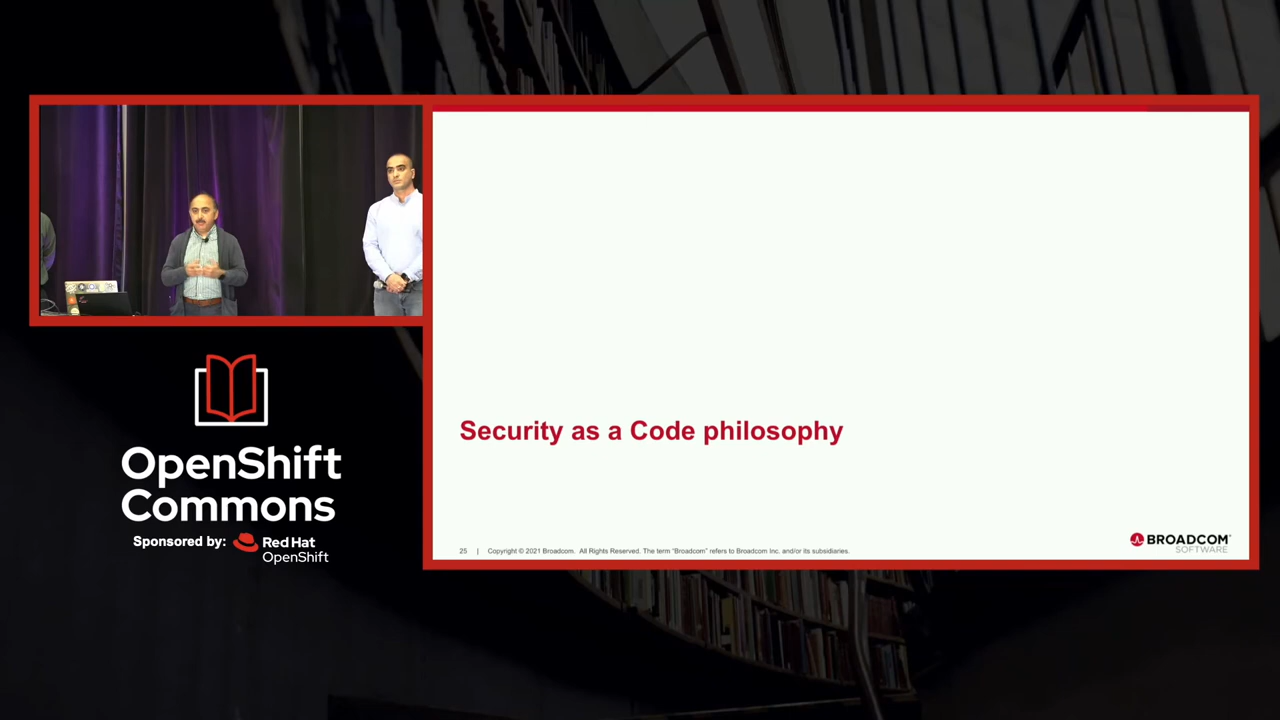 OpenShift
Commons
Sponsored by:
Red Hat
OpenShift
Security as a Code philosophy
25 | Copyright © 2021 Broadcom. All Rights Reserved. The term “Broadcom” refers to Broadcom Inc. and/or its subsidiaries.
BROADCOM
SOFTWARE